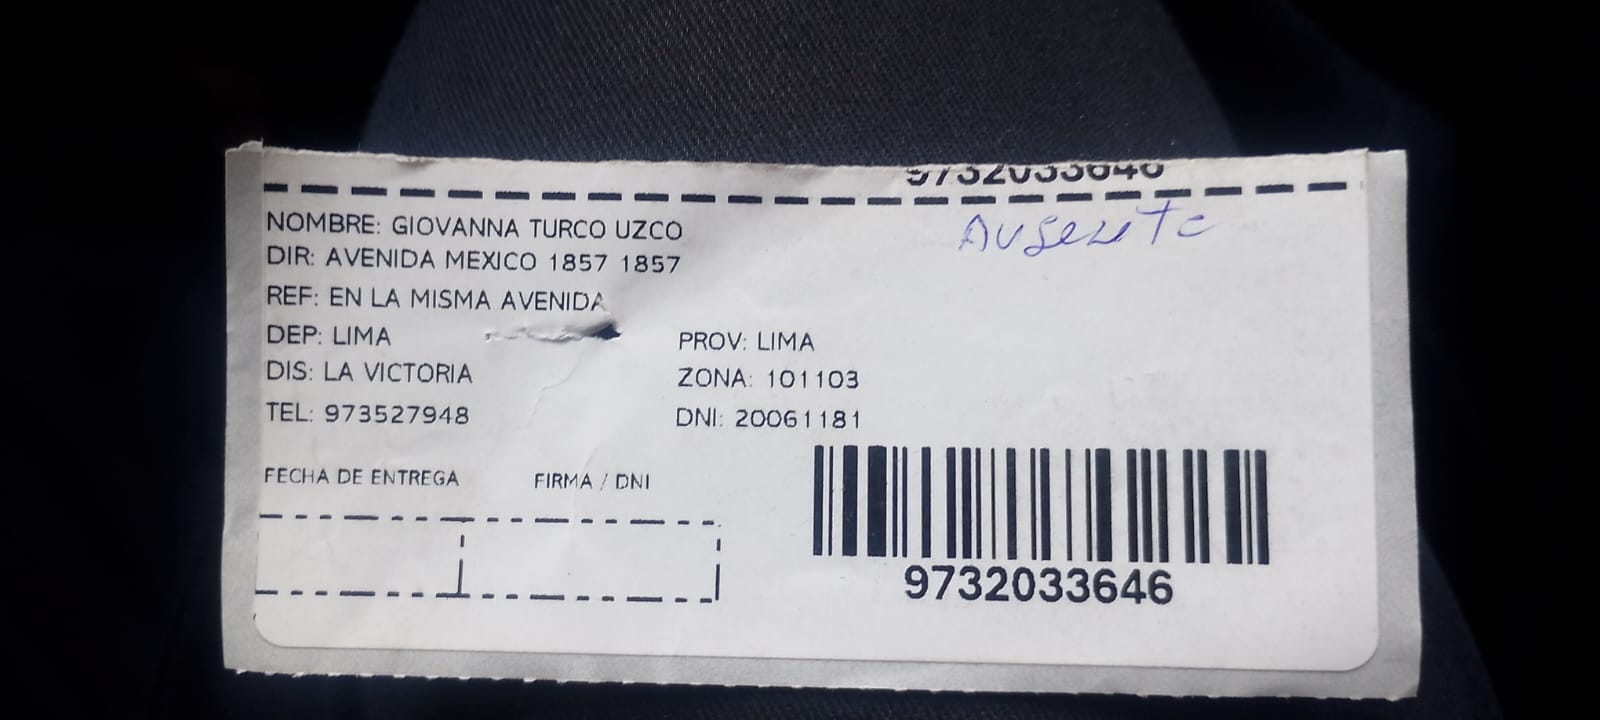 9732033646
Ausente
NOMBRE: GIOVANNA TURCO UZCO
DIR: AVENIDA MEXICO 1857 1857
REF: EN LA MISMA AVENIDA
DEP: LIMA
PROV: LIMA
DIS: LA VICTORIA
ZONA: 101103
TEL: 973527948
DNI: 20061181
FECHA DE ENTREGA
FIRMA / DNI
9732033646